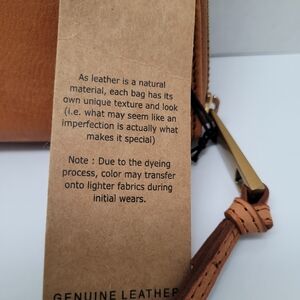 As leather is a natural
material, each bag has its
own unique texture and look
(i.e. what may seem like an
imperfection is actually what
makes it special)
Note : Due to the dyeing
process, color may transfer
onto lighter fabrics during
initial wears.
GENUINE LEATHER